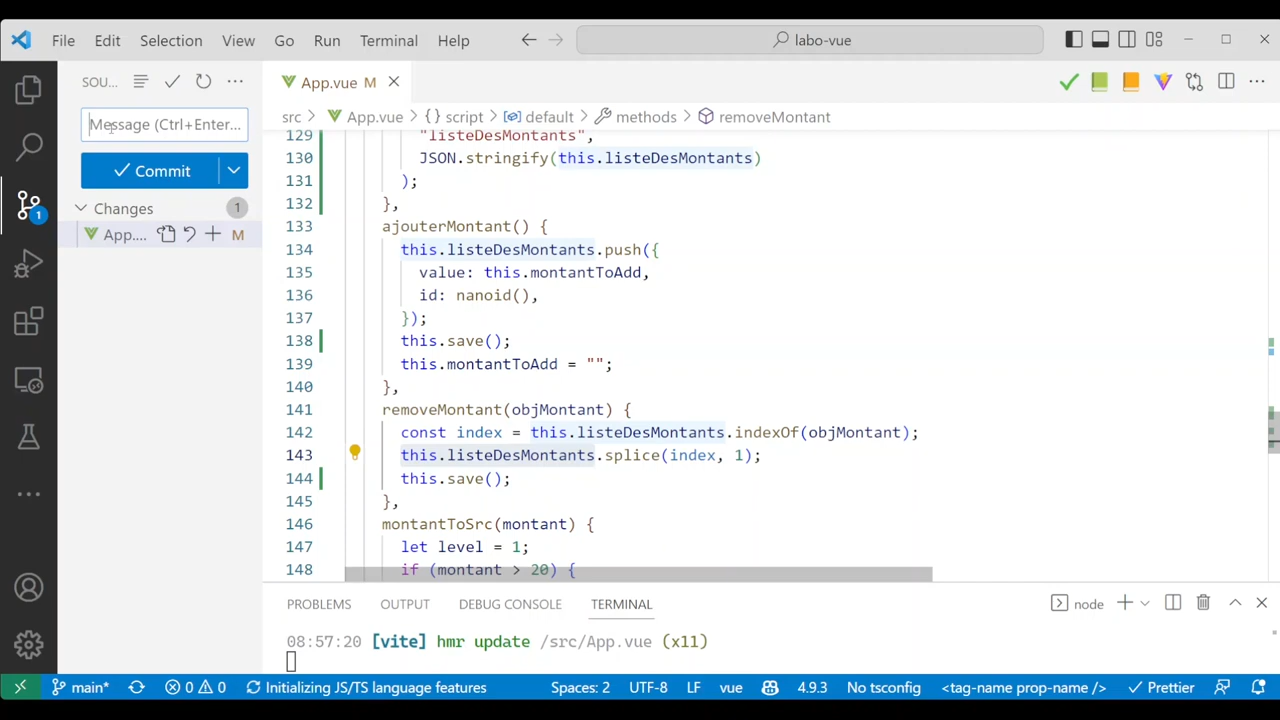 File Edit Selection View Go Run Terminal Help labo-vue
SOU...
App.vue M
Message (Ctrl+Enter...
Commit
Changes 1
App.... M
1
src > App.vue > {} script > default > methods > removeMontant
129 "listeDesMontants",
130 JSON.stringify(this.listeDesMontants)
131 );
132 },
133 ajouterMontant() {
134 this.listeDesMontants.push({
135 value: this.montantToAdd,
136 id: nanoid(),
137 });
138 this.save();
139 this.montantToAdd = "";
140 },
141 removeMontant(objMontant) {
142 const index = this.listeDesMontants.indexOf(objMontant);
143 this.listeDesMontants.splice(index, 1);
144 this.save();
145 },
146 montantToSrc(montant) {
147 let level = 1;
148 if (montant > 20) {
PROBLEMS OUTPUT DEBUG CONSOLE TERMINAL node
08:57:20 [vite] hmr update /src/App.vue (x11)
main* 0 0 Initializing JS/TS language features Spaces: 2 UTF-8 LF vue 4.9.3 No tsconfig <tag-name prop-name /> Prettier